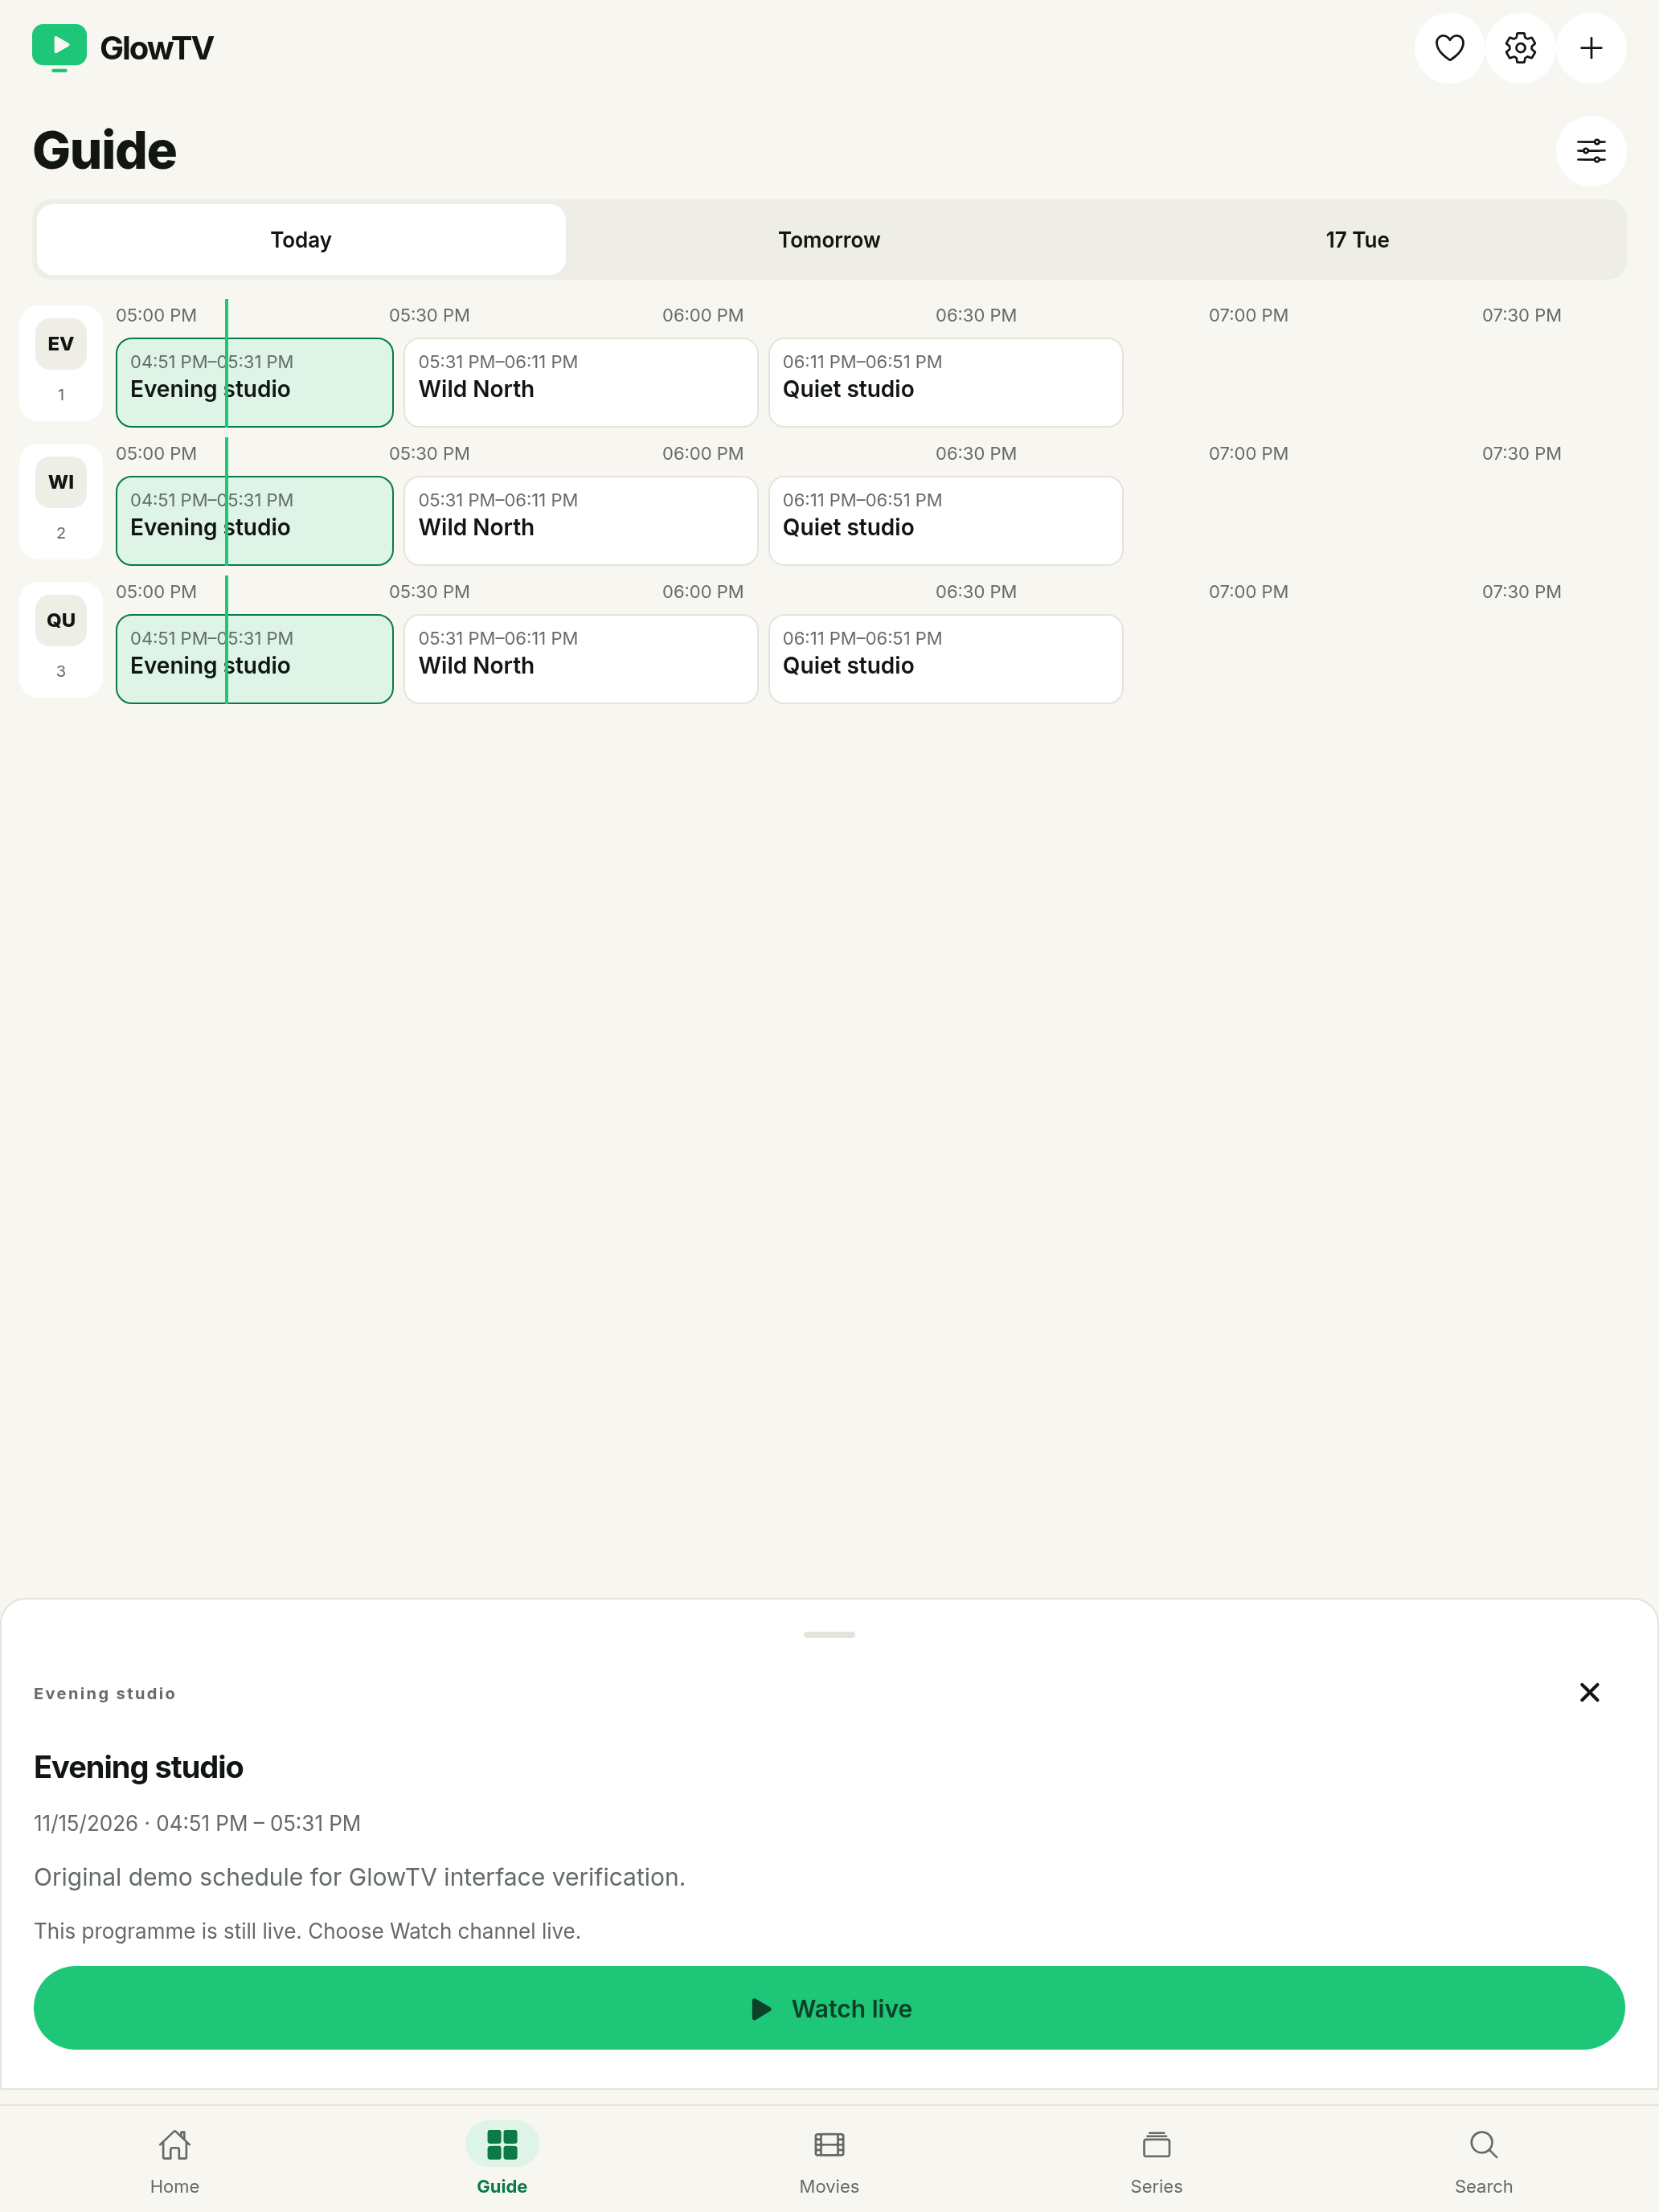 GlowTV
Guide
Today Tomorrow 17 Tue
05:00 PM 05:30 PM 06:00 PM 06:30 PM 07:00 PM 07:30 PM
EV
1
04:51 PM–05:31 PM 05:31 PM–06:11 PM 06:11 PM–06:51 PM
Evening studio Wild North Quiet studio
05:00 PM 05:30 PM 06:00 PM 06:30 PM 07:00 PM 07:30 PM
WI
2
04:51 PM–05:31 PM 05:31 PM–06:11 PM 06:11 PM–06:51 PM
Evening studio Wild North Quiet studio
05:00 PM 05:30 PM 06:00 PM 06:30 PM 07:00 PM 07:30 PM
QU
3
04:51 PM–05:31 PM 05:31 PM–06:11 PM 06:11 PM–06:51 PM
Evening studio Wild North Quiet studio
Evening studio
Evening studio
11/15/2026 · 04:51 PM – 05:31 PM
Original demo schedule for GlowTV interface verification.
This programme is still live. Choose Watch channel live.
Watch live
Home Guide Movies Series Search